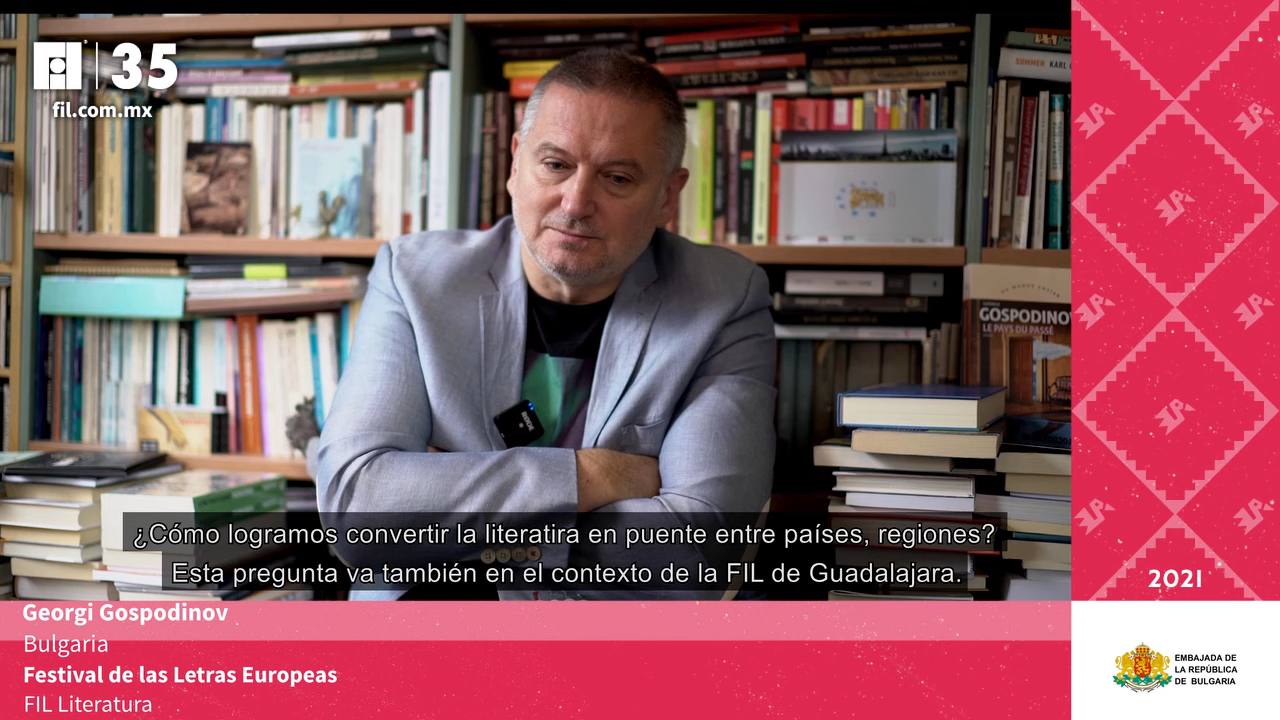 35
fil.com.mx
SOMMER
KARL
GOSPODINOV
LE PAYS DU PASSÉ
¿Cómo logramos convertir la literatira en puente entre países, regiones?
Esta pregunta va también en el contexto de la FIL de Guadalajara.
2021
Georgi Gospodinov
Bulgaria
Festival de las Letras Europeas
FIL Literatura
EMBAJADA DE
LA REPÚBLICA
DE BULGARIA